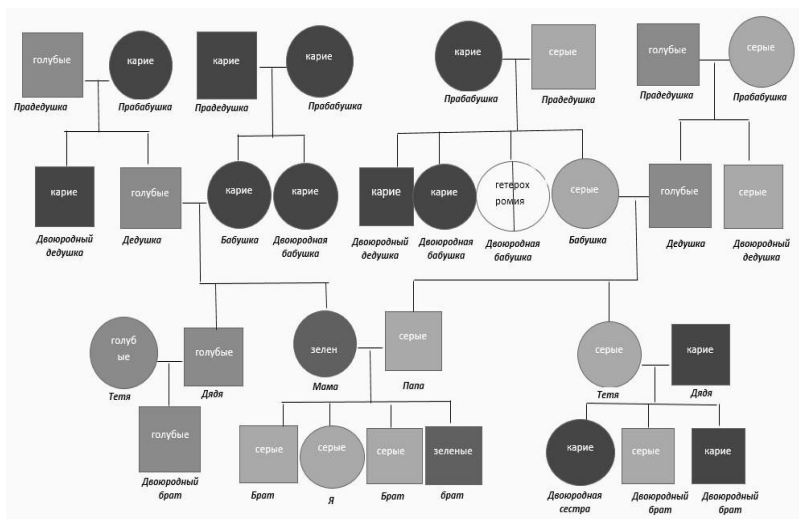 голубые
карие
карие
карие
карие
серые
голубые
серые
Прадедушка
Прабабушка
Прадедушка
Прабабушка
Прабабушка
Прадедушка
Прадедушка
Прабабушка
карие
голубые
карие
карие
карие
карие
гетерох
ромия
серые
голубые
серые
Двоюродный
дедушка
Дедушка
Бабушка
Двоюродная
бабушка
Двоюродный
дедушка
Двоюродная
бабушка
Двоюродная
бабушка
Бабушка
Дедушка
Двоюродный
дедушка
голуб
ые
голубые
зелен
серые
серые
карие
Тетя
Дядя
Мама
Папа
Тетя
Дядя
голубые
серые
серые
серые
зеленые
карие
серые
карие
Двоюродный
брат
Брат
Я
Брат
брат
Двоюродная
сестра
Двоюродный
брат
Двоюродный
брат